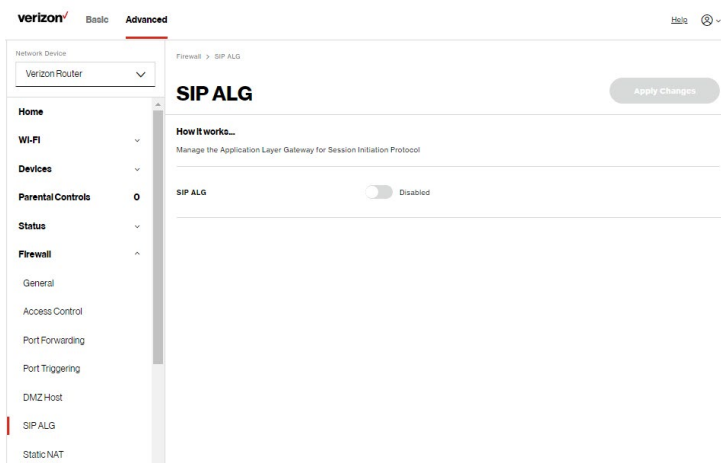 verizon✓ Basic Advanced Help
Network Device
Verizon Router
Home
Wi-Fi
Devices
Parental Controls 0
Status
Firewall
General
Access Control
Port Forwarding
Port Triggering
DMZ Host
SIP ALG
Static NAT
Firewall > SIP ALG
SIP ALG Apply Changes
How it works...
Manage the Application Layer Gateway for Session Initiation Protocol
SIP ALG Disabled